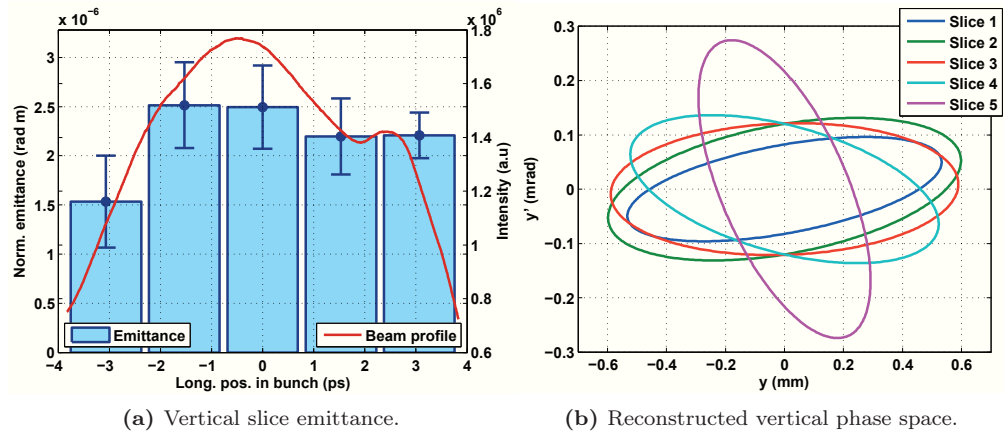 x 10⁻⁶
x 10⁶
Norm. emittance (rad m)
3
2.5
2
1.5
1
0.5
0
1.8
1.6
1.4
1.2
1
0.8
0.6
Intensity (a.u)
Emittance
Beam profile
−4 −3 −2 −1 0 1 2 3 4
Long. pos. in bunch (ps)
(a) Vertical slice emittance.
y' (mrad)
0.3
0.2
0.1
0
−0.1
−0.2
−0.3
Slice 1
Slice 2
Slice 3
Slice 4
Slice 5
−0.6 −0.4 −0.2 0 0.2 0.4 0.6
y (mm)
(b) Reconstructed vertical phase space.